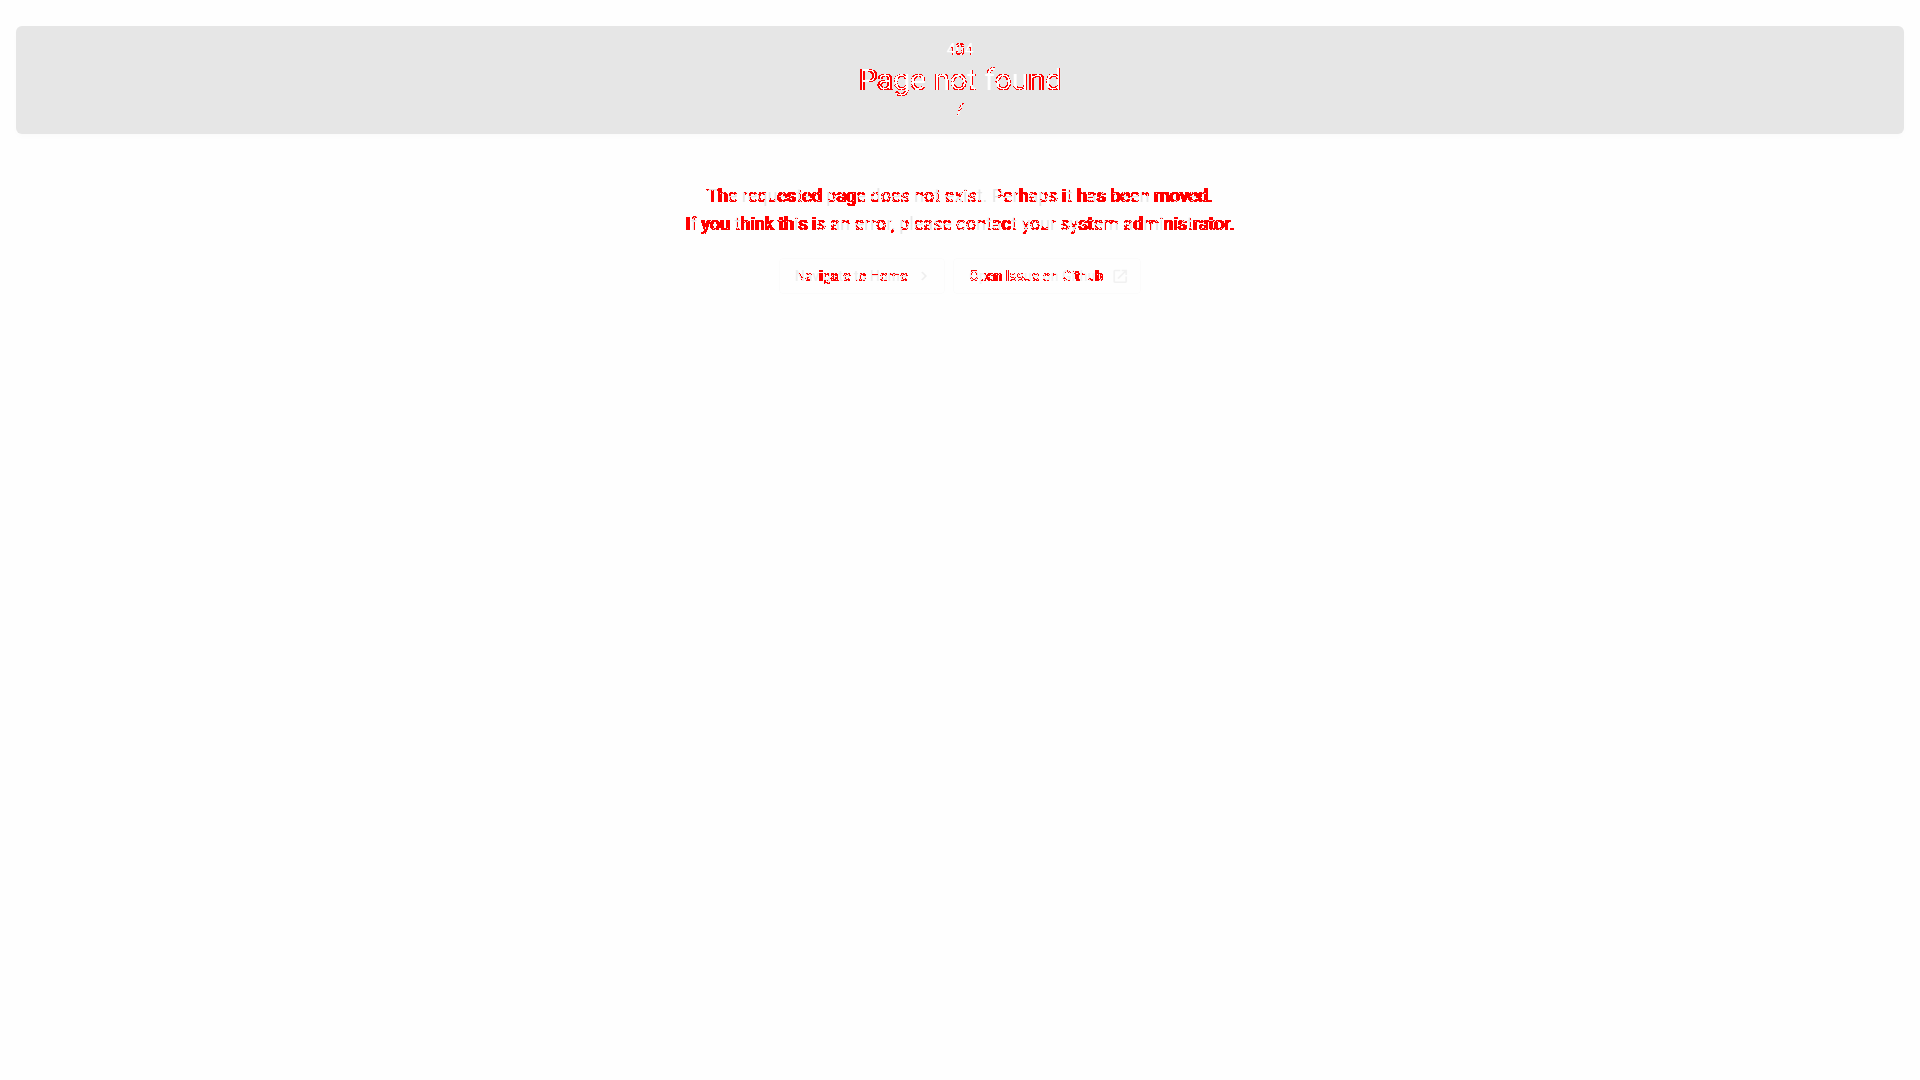 404
Page not found
/
The requested page does not exist. Perhaps it has been moved.
If you think this is an error, please contact your system administrator.
Navigate to Home
Open Issue on GitHub